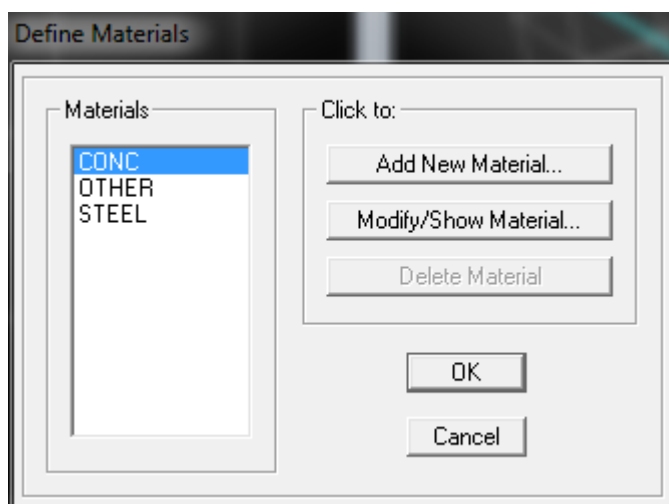 Define Materials
Materials
CONC
OTHER
STEEL
Click to:
Add New Material...
Modify/Show Material...
Delete Material
OK
Cancel